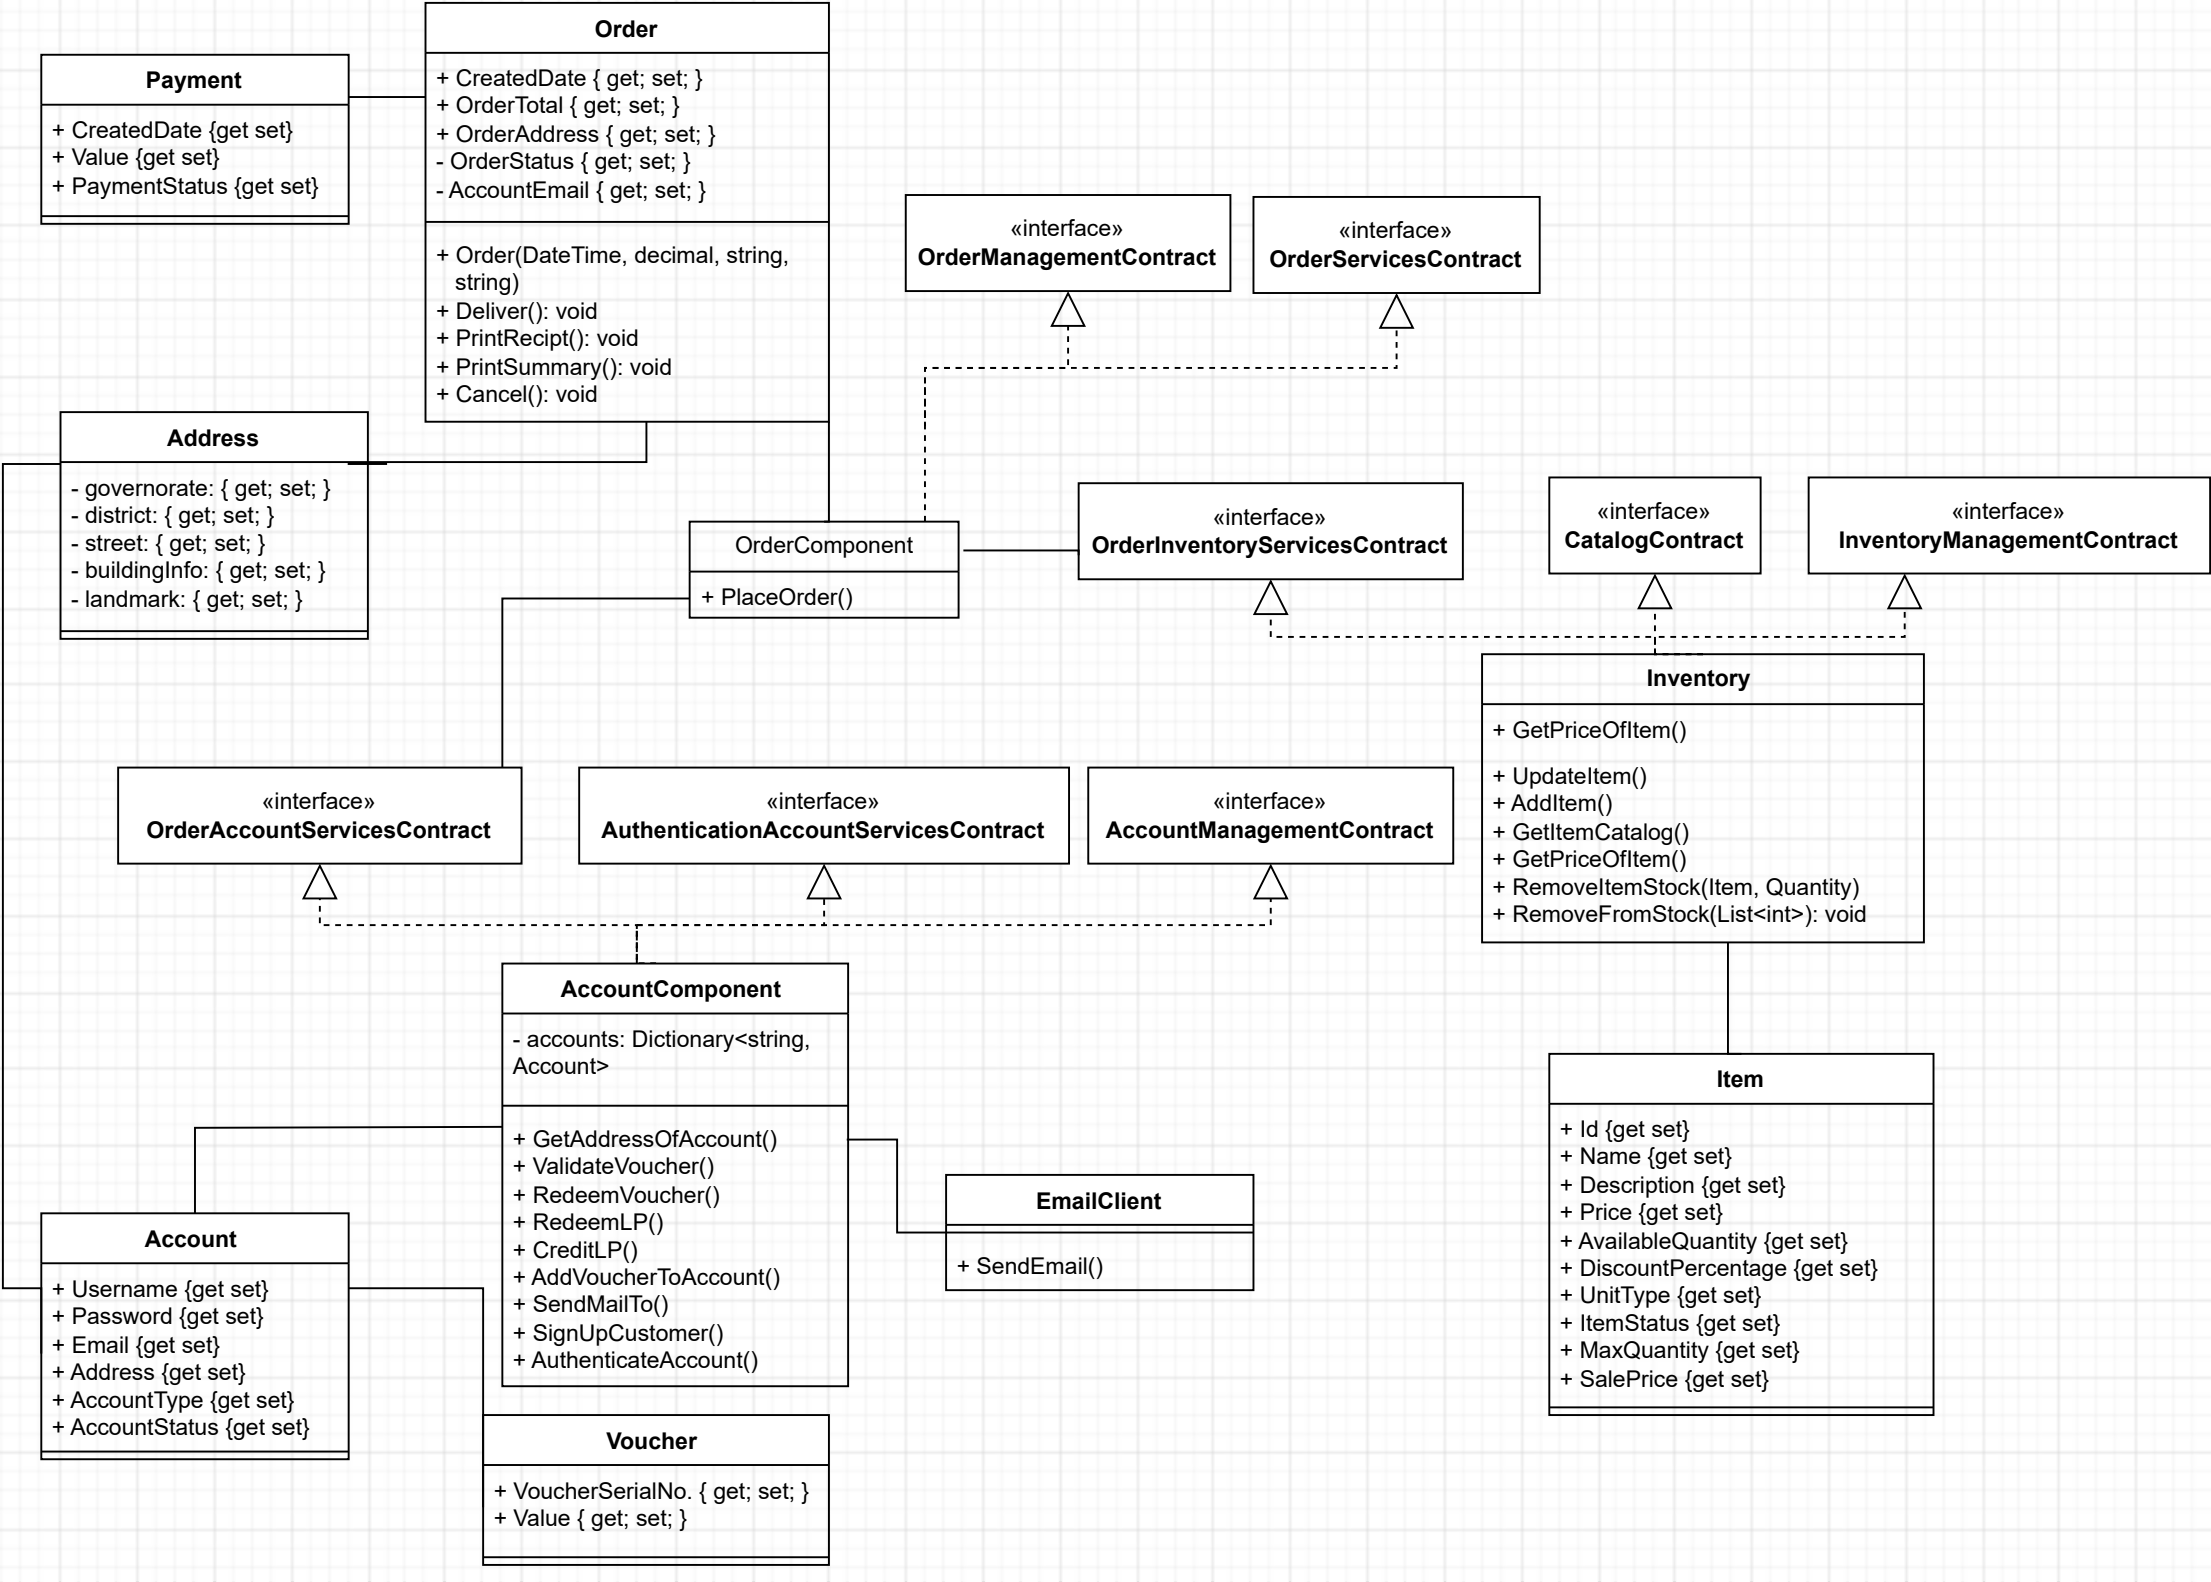 Order
+ CreatedDate { get; set; }
+ OrderTotal { get; set; }
+ OrderAddress { get; set; }
- OrderStatus { get; set; }
- AccountEmail { get; set; }
+ Order(DateTime, decimal, string,
string)
+ Deliver(): void
+ PrintRecipt(): void
+ PrintSummary(): void
+ Cancel(): void
Payment
+ CreatedDate {get set}
+ Value {get set}
+ PaymentStatus {get set}
«interface»
OrderManagementContract
«interface»
OrderServicesContract
Address
- governorate: { get; set; }
- district: { get; set; }
- street: { get; set; }
- buildingInfo: { get; set; }
- landmark: { get; set; }
OrderComponent
+ PlaceOrder()
«interface»
OrderInventoryServicesContract
«interface»
CatalogContract
«interface»
InventoryManagementContract
Inventory
+ GetPriceOfItem()
+ UpdateItem()
+ AddItem()
+ GetItemCatalog()
+ GetPriceOfItem()
+ RemoveItemStock(Item, Quantity)
+ RemoveFromStock(List<int>): void
«interface»
OrderAccountServicesContract
«interface»
AuthenticationAccountServicesContract
«interface»
AccountManagementContract
AccountComponent
- accounts: Dictionary<string,
Account>
+ GetAddressOfAccount()
+ ValidateVoucher()
+ RedeemVoucher()
+ RedeemLP()
+ CreditLP()
+ AddVoucherToAccount()
+ SendMailTo()
+ SignUpCustomer()
+ AuthenticateAccount()
EmailClient
+ SendEmail()
Item
+ Id {get set}
+ Name {get set}
+ Description {get set}
+ Price {get set}
+ AvailableQuantity {get set}
+ DiscountPercentage {get set}
+ UnitType {get set}
+ ItemStatus {get set}
+ MaxQuantity {get set}
+ SalePrice {get set}
Account
+ Username {get set}
+ Password {get set}
+ Email {get set}
+ Address {get set}
+ AccountType {get set}
+ AccountStatus {get set}
Voucher
+ VoucherSerialNo. { get; set; }
+ Value { get; set; }